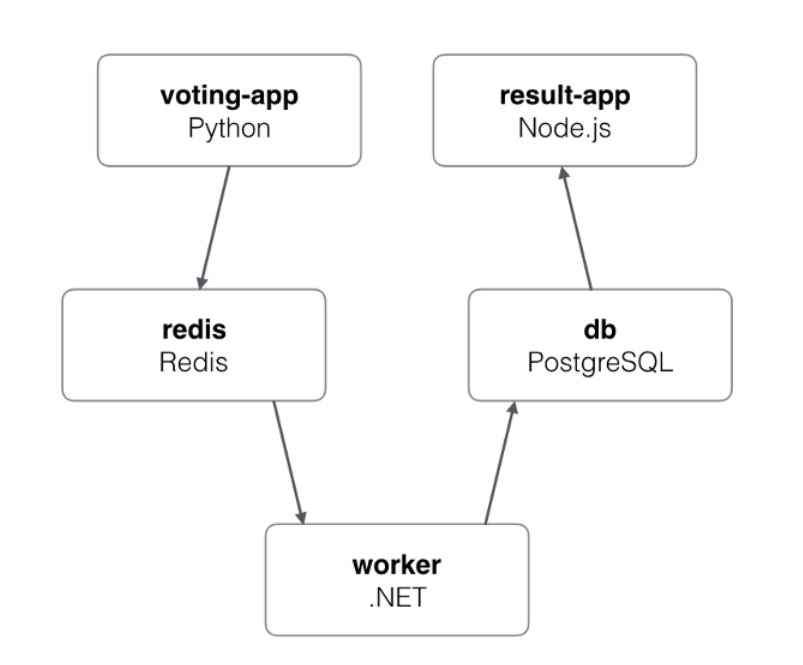 voting-app
Python
result-app
Node.js
redis
Redis
db
PostgreSQL
worker
.NET